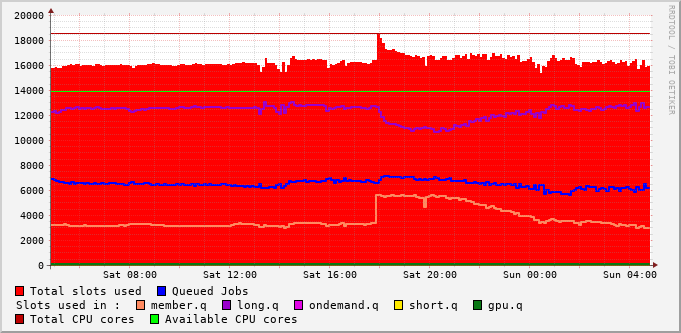 20000
18000
16000
14000
12000
10000
8000
6000
4000
2000
0
Sat 08:00 Sat 12:00 Sat 16:00 Sat 20:00 Sun 00:00 Sun 04:00
Total slots used Queued Jobs
Slots used in : member.q long.q ondemand.q short.q gpu.q
Total CPU cores Available CPU cores
RRDTOOL / TOBI OETIKER